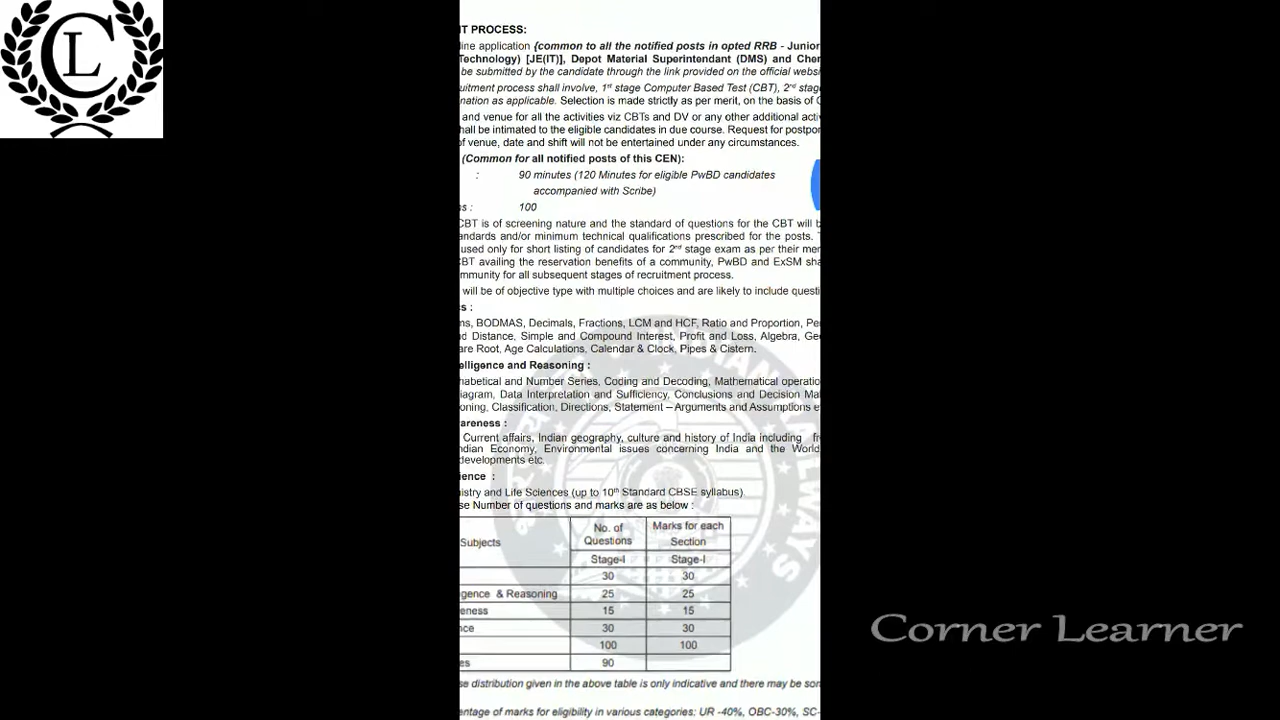 CL
IT PROCESS:
line application {common to all the notified posts in opted RRB - Junior
Technology) [JE(IT)], Depot Material Superintendant (DMS) and Chem
be submitted by the candidate through the link provided on the official websi
uitment process shall involve, 1st stage Computer Based Test (CBT), 2nd stag
nation as applicable. Selection is made strictly as per merit, on the basis of C
and venue for all the activities viz CBTs and DV or any other additional acti
hall be intimated to the eligible candidates in due course. Request for postpon
of venue, date and shift will not be entertained under any circumstances.
(Common for all notified posts of this CEN):
: 90 minutes (120 Minutes for eligible PwBD candidates
accompanied with Scribe)
ns : 100
CBT is of screening nature and the standard of questions for the CBT will b
andards and/or minimum technical qualifications prescribed for the posts. T
used only for short listing of candidates for 2nd stage exam as per their mer
CBT availing the reservation benefits of a community, PwBD and ExSM sha
mmunity for all subsequent stages of recruitment process.
will be of objective type with multiple choices and are likely to include questi
cs :
ns, BODMAS, Decimals, Fractions, LCM and HCF, Ratio and Proportion, Per
nd Distance, Simple and Compound Interest, Profit and Loss, Algebra, Geo
are Root, Age Calculations, Calendar & Clock, Pipes & Cistern.
elligence and Reasoning :
habetical and Number Series, Coding and Decoding, Mathematical operatio
iagram, Data Interpretation and Sufficiency, Conclusions and Decision Mak
oning, Classification, Directions, Statement – Arguments and Assumptions e
areness :
Current affairs, Indian geography, culture and history of India including fr
ndian Economy, Environmental issues concerning India and the World
developments etc.
ience :
nistry and Life Sciences (up to 10th Standard CBSE syllabus).
se Number of questions and marks are as below :
Subjects No. of Questions Marks for each Section
Stage-I Stage-I
30 30
gence & Reasoning 25 25
eness 15 15
nce 30 30
100 100
es 90
se distribution given in the above table is only indicative and there may be som
entage of marks for eligibility in various categories: UR -40%, OBC-30%, SC-
Corner Learner